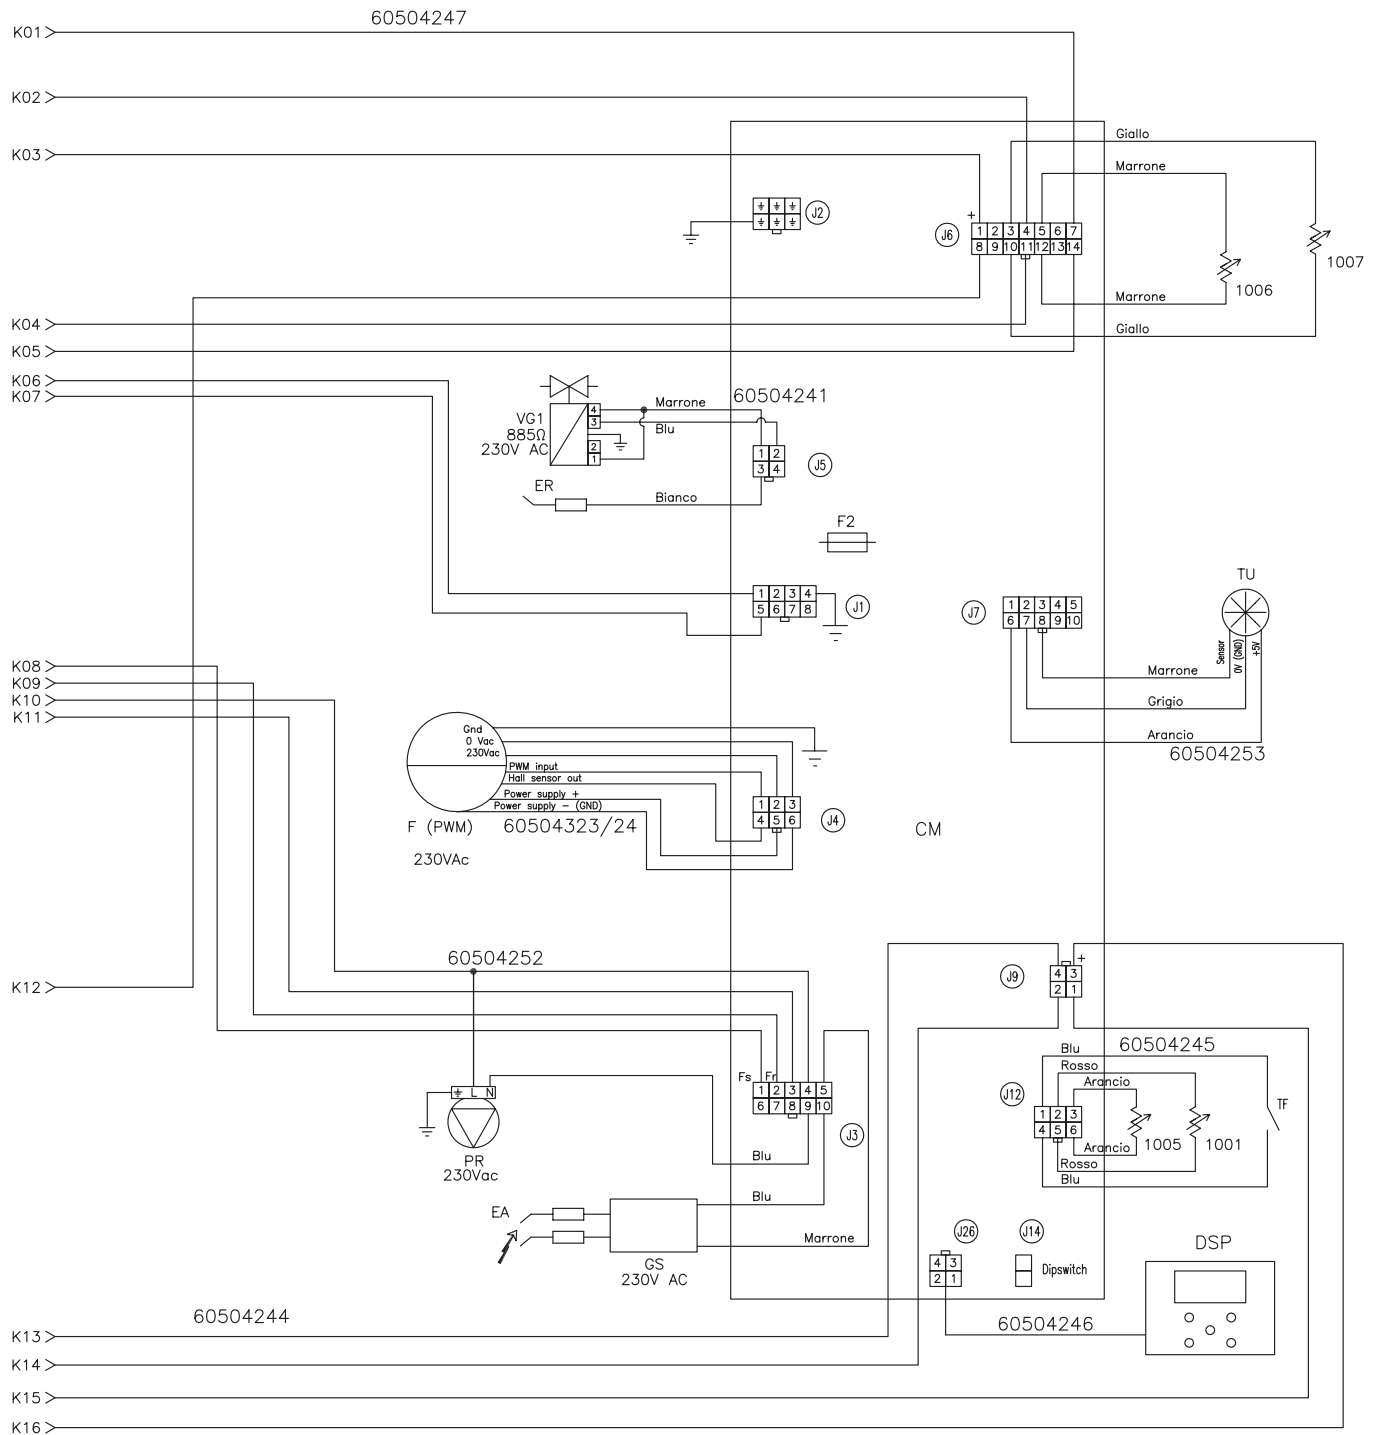 60504247
K01
K02
K03
Giallo
Marrone
J2
+
J6
1 2 3 4 5 6 7
8 9 10 11 12 13 14
1007
1006
Marrone
Giallo
K04
K05
K06
K07
60504241
Marrone
Blu
VG1
885Ω
230V AC
4
3
2
1
1 2
3 4
J5
ER
Bianco
F2
TU
1 2 3 4
5 6 7 8
J1
J7
1 2 3 4 5
6 7 8 9 10
Sensor
0V (GND)
+5V
Marrone
Grigio
Arancio
60504253
K08
K09
K10
K11
Gnd
0 Vac
230Vac
PWM input
Hall sensor out
Power supply +
Power supply – (GND)
F (PWM)
60504323/24
230VAc
1 2 3
4 5 6
J4
CM
60504252
K12
J9
+
4 3
2 1
60504245
Blu
Rosso
Arancio
Fs
Fr
1 2 3 4 5
6 7 8 9 10
J3
J12
1 2 3
4 5 6
1005
1001
TF
Arancio
Rosso
Blu
L N
PR
230Vac
Blu
Blu
Marrone
EA
GS
230V AC
J26
4 3
2 1
J14
Dipswitch
DSP
60504246
60504244
K13
K14
K15
K16